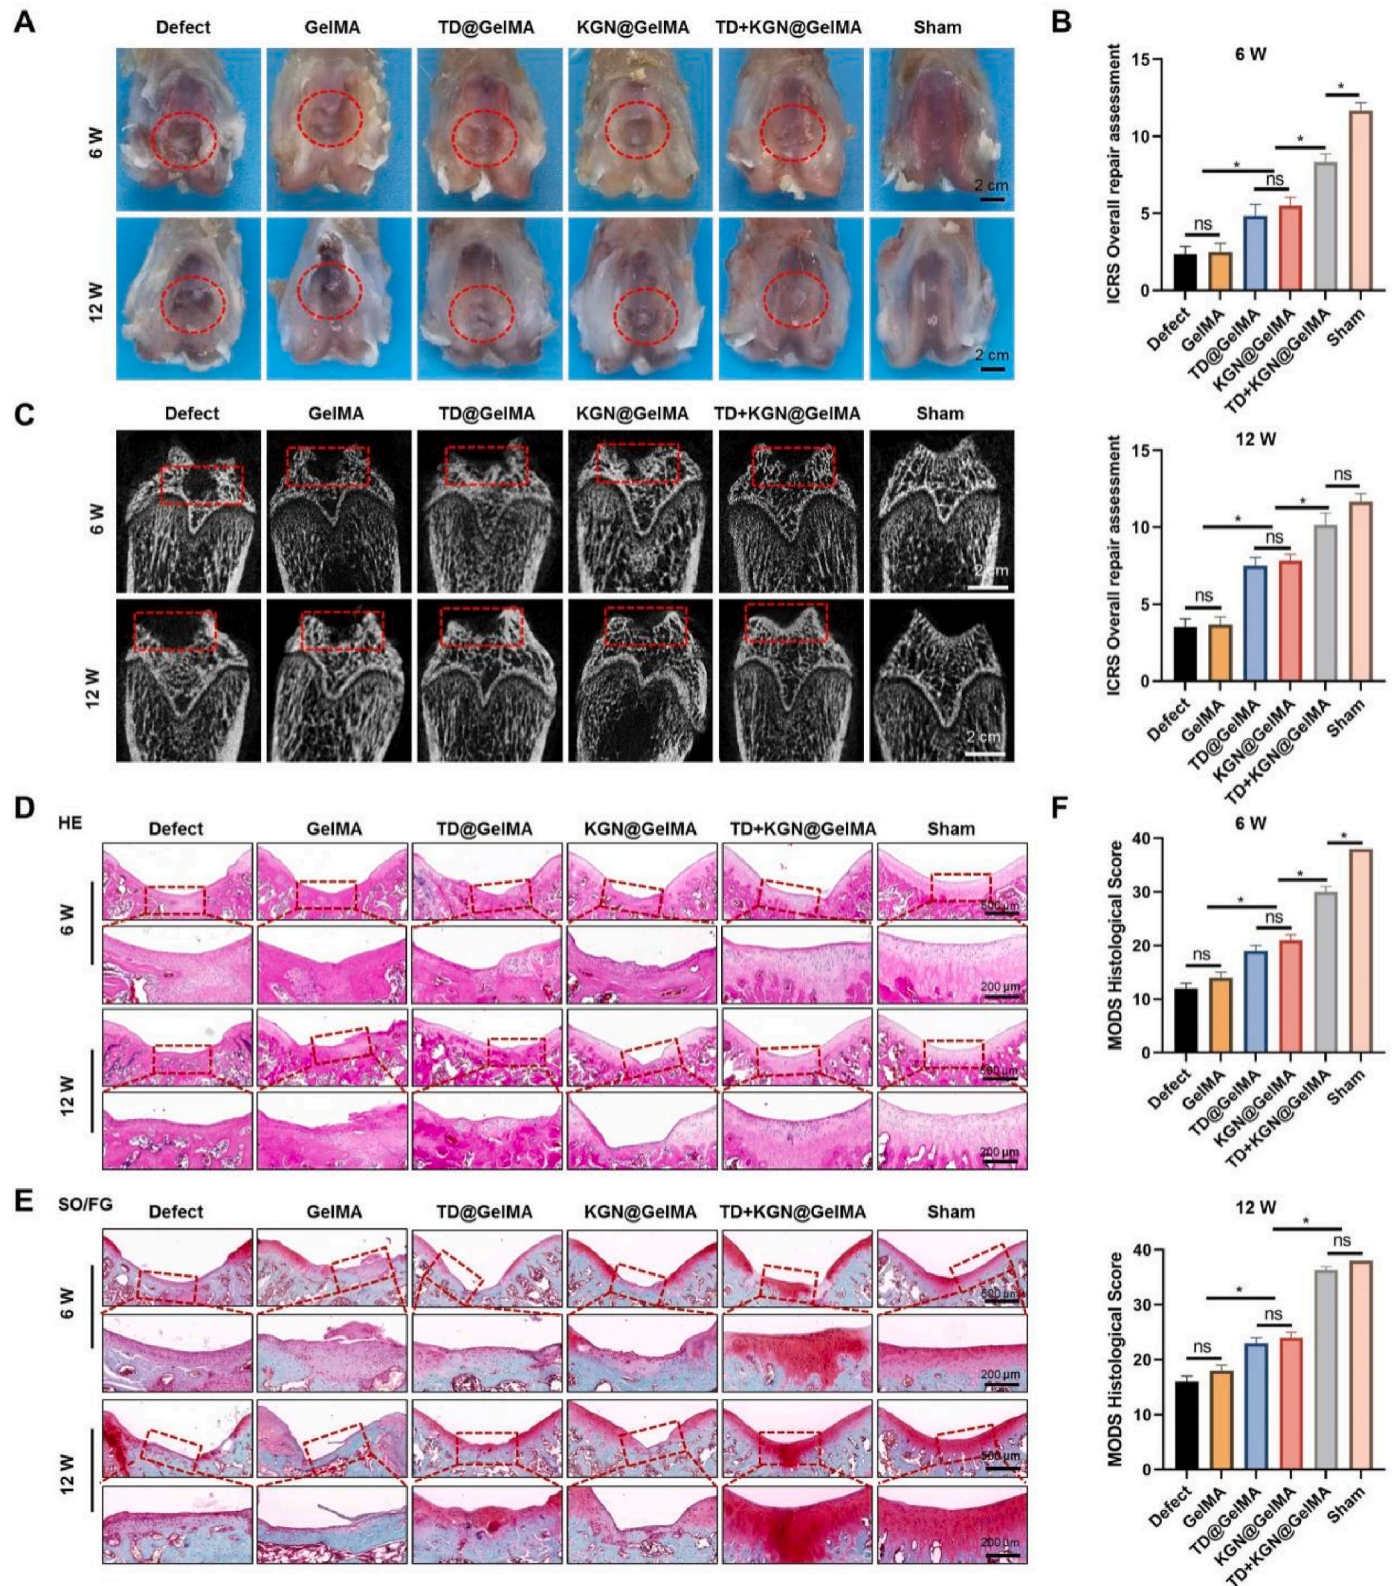 A
Defect GelMA TD@GelMA KGN@GelMA TD+KGN@GelMA Sham
6 W
2 cm
12 W
2 cm
B
6 W
ICRS Overall repair assessment
15
10
5
0
ns
*
ns
*
*
Defect
GelMA
TD@GelMA
KGN@GelMA
TD+KGN@GelMA
Sham
12 W
ICRS Overall repair assessment
15
10
5
0
ns
*
ns
*
ns
Defect
GelMA
TD@GelMA
KGN@GelMA
TD+KGN@GelMA
Sham
C
Defect GelMA TD@GelMA KGN@GelMA TD+KGN@GelMA Sham
6 W
2 cm
12 W
2 cm
D
HE
Defect GelMA TD@GelMA KGN@GelMA TD+KGN@GelMA Sham
6 W
500 µm
200 µm
12 W
500 µm
200 µm
E
SO/FG
Defect GelMA TD@GelMA KGN@GelMA TD+KGN@GelMA Sham
6 W
500 µm
200 µm
12 W
500 µm
200 µm
F
6 W
MODS Histological Score
40
30
20
10
0
ns
*
ns
*
*
Defect
GelMA
TD@GelMA
KGN@GelMA
TD+KGN@GelMA
Sham
12 W
MODS Histological Score
40
30
20
10
0
ns
*
ns
*
ns
Defect
GelMA
TD@GelMA
KGN@GelMA
TD+KGN@GelMA
Sham